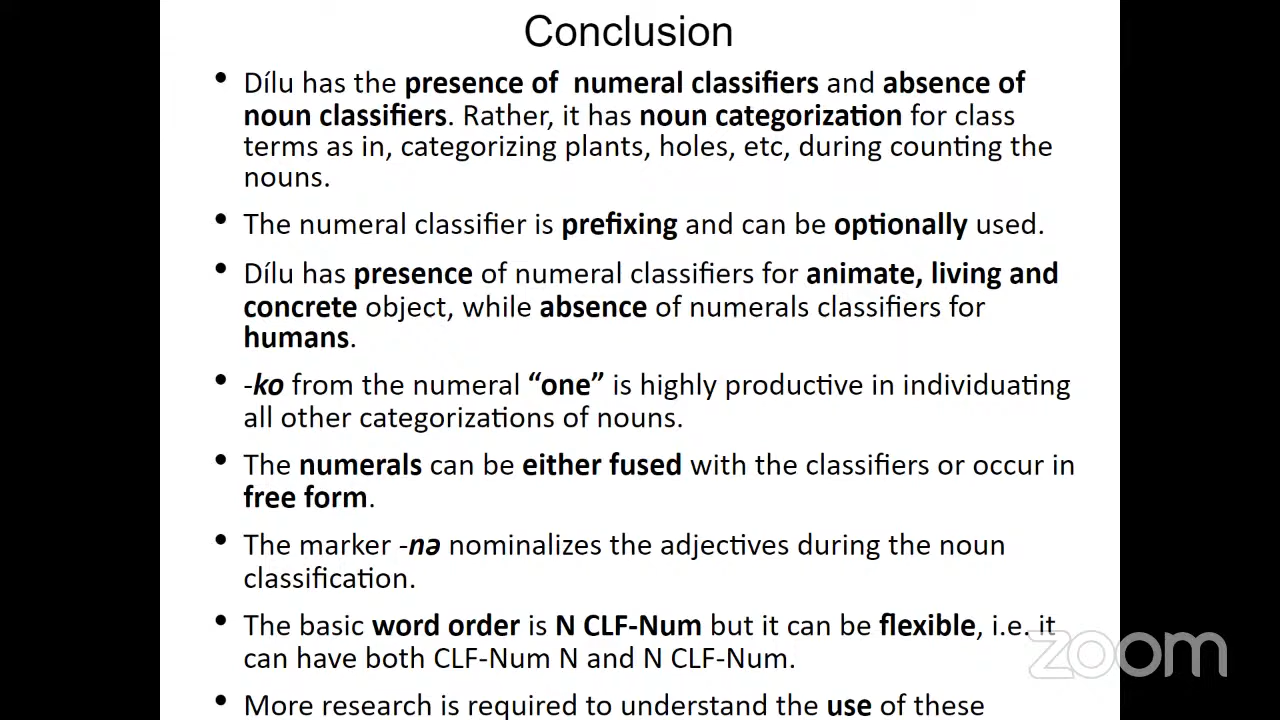 Conclusion
• Dílu has the presence of numeral classifiers and absence of
noun classifiers. Rather, it has noun categorization for class
terms as in, categorizing plants, holes, etc, during counting the
nouns.
• The numeral classifier is prefixing and can be optionally used.
• Dílu has presence of numeral classifiers for animate, living and
concrete object, while absence of numerals classifiers for
humans.
• -ko from the numeral “one” is highly productive in individuating
all other categorizations of nouns.
• The numerals can be either fused with the classifiers or occur in
free form.
• The marker -nə nominalizes the adjectives during the noun
classification.
• The basic word order is N CLF-Num but it can be flexible, i.e. it
can have both CLF-Num N and N CLF-Num.
zoom
• More research is required to understand the use of these